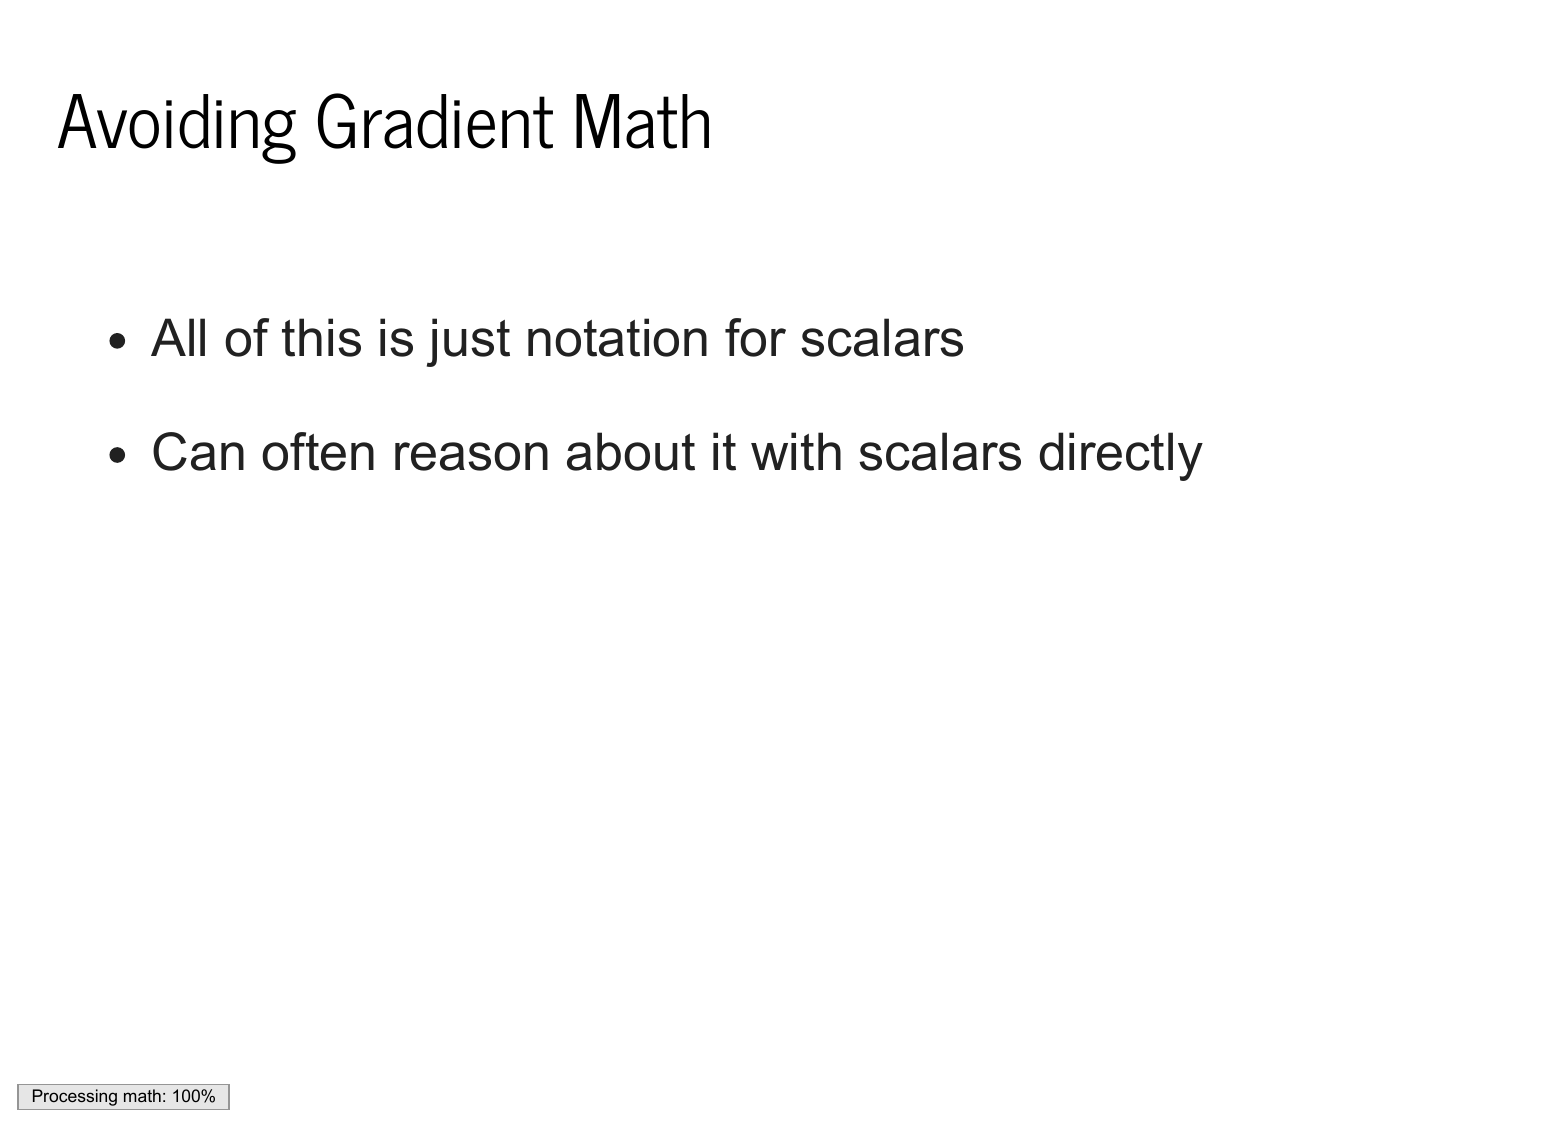 Avoiding Gradient Math
• All of this is just notation for scalars
• Can often reason about it with scalars directly
Processing math: 100%